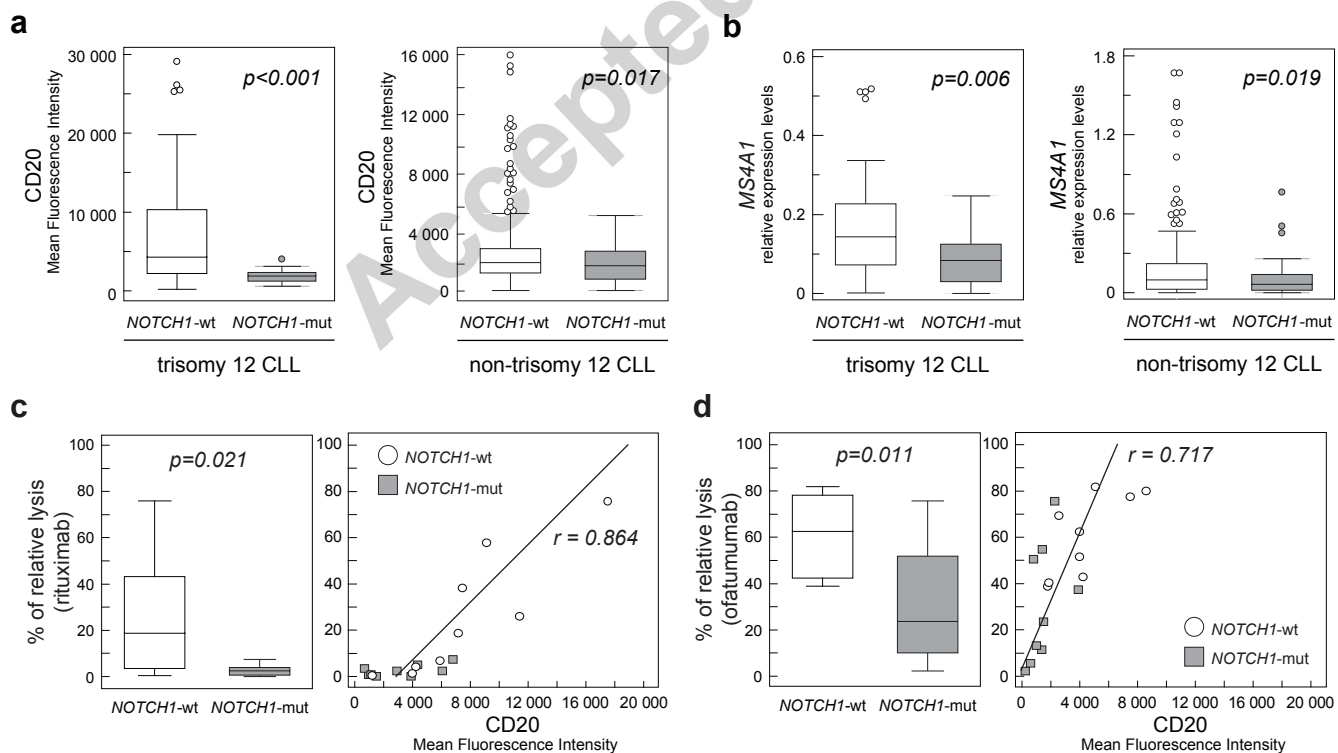 a
CD20
Mean Fluorescence Intensity
30 000
20 000
10 000
0
p<0.001
NOTCH1-wt NOTCH1-mut
trisomy 12 CLL
CD20
Mean Fluorescence Intensity
16 000
12 000
8 000
4 000
0
p=0.017
NOTCH1-wt NOTCH1-mut
non-trisomy 12 CLL
Accepted
b
MS4A1
relative expression levels
0.6
0.4
0.2
0
p=0.006
NOTCH1-wt NOTCH1-mut
trisomy 12 CLL
MS4A1
relative expression levels
1.8
1.2
0.6
0
p=0.019
NOTCH1-wt NOTCH1-mut
non-trisomy 12 CLL
c
% of relative lysis
(rituximab)
100
80
60
40
20
0
p=0.021
NOTCH1-wt NOTCH1-mut
100
80
60
40
20
0
NOTCH1-wt
NOTCH1-mut
r = 0.864
0 4 000 8 000 12 000 16 000 20 000
CD20
Mean Fluorescence Intensity
d
% of relative lysis
(ofatumumab)
100
80
60
40
20
0
p=0.011
NOTCH1-wt NOTCH1-mut
100
80
60
40
20
0
r = 0.717
NOTCH1-wt
NOTCH1-mut
0 4 000 8 000 12 000 16 000 20 000
CD20
Mean Fluorescence Intensity